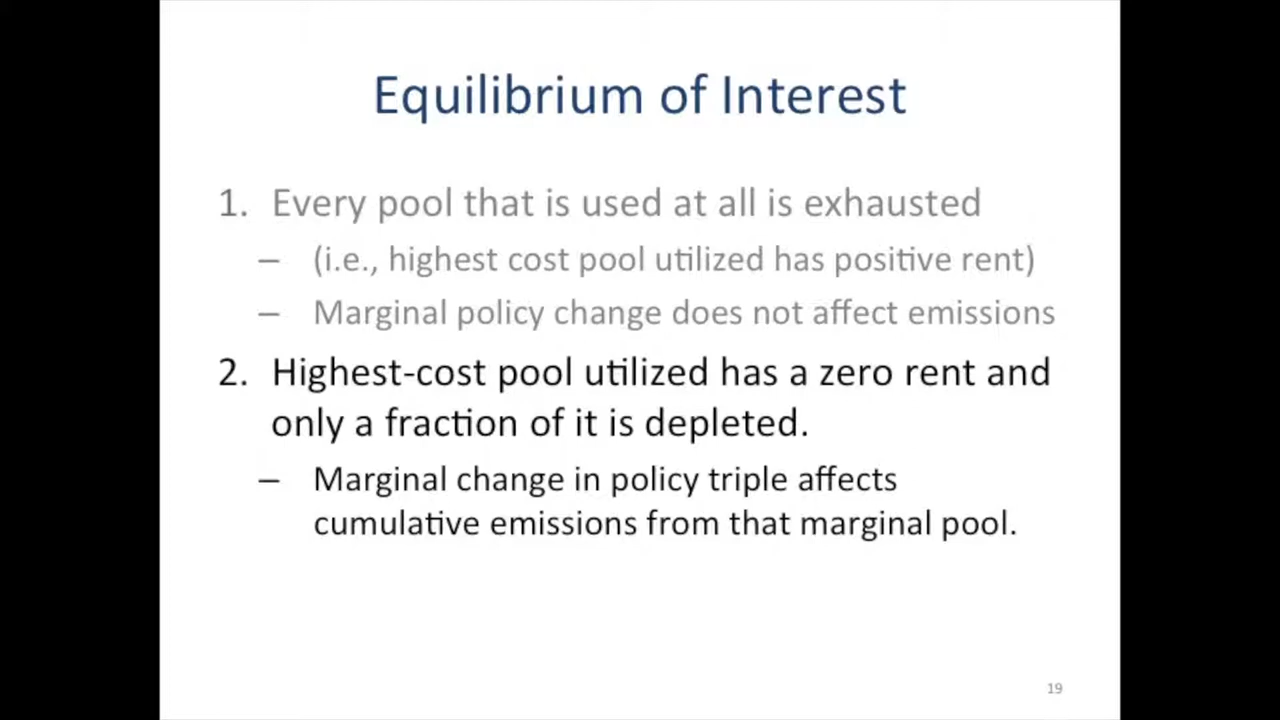 Equilibrium of Interest
1. Every pool that is used at all is exhausted
– (i.e., highest cost pool utilized has positive rent)
– Marginal policy change does not affect emissions
2. Highest-cost pool utilized has a zero rent and
only a fraction of it is depleted.
– Marginal change in policy triple affects
cumulative emissions from that marginal pool.
19